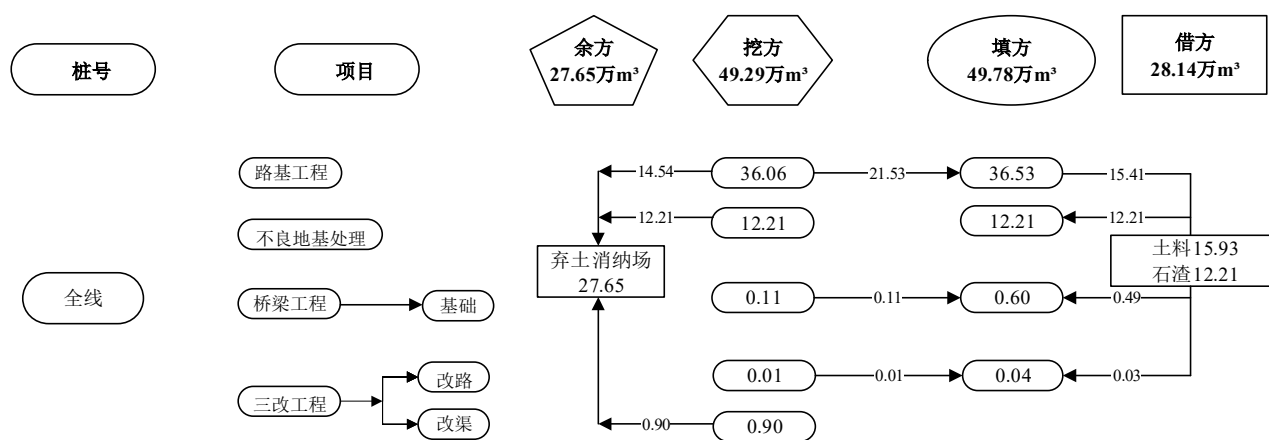 桩号
项目
余方
27.65万m³
挖方
49.29万m³
填方
49.78万m³
借方
28.14万m³
路基工程
14.54
36.06
21.53
36.53
15.41
不良地基处理
12.21
12.21
12.21
12.21
弃土消纳场
27.65
土料15.93
石渣12.21
全线
桥梁工程
基础
0.11
0.11
0.60
0.49
三改工程
改路
0.01
0.01
0.04
0.03
改渠
0.90
0.90